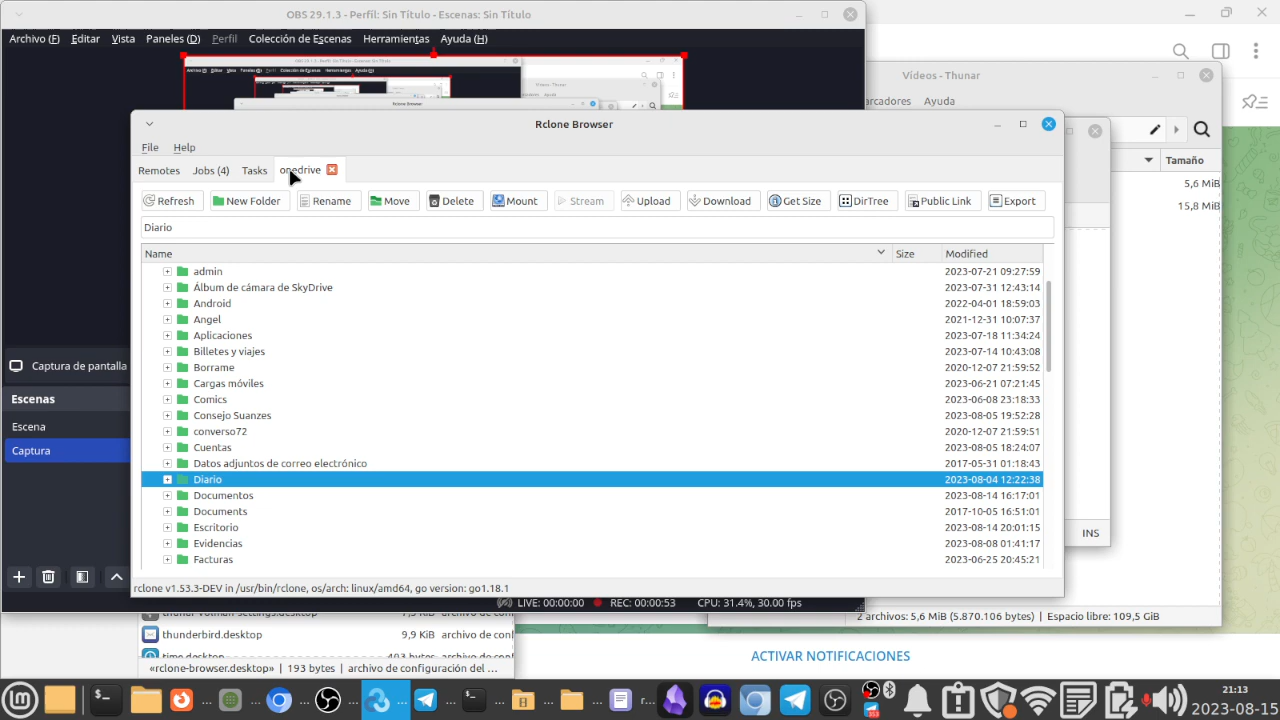 OBS 29.1.3 - Perfil: Sin Título - Escenas: Sin Título
Archivo (F) Editar Vista Paneles (D) Perfil Colección de Escenas Herramientas Ayuda (H)
Vídeos - Thunar
arcadores Ayuda
Tamaño
5,6 MiB
15,8 MiB
Rclone Browser
File Help
Remotes Jobs (4) Tasks onedrive
Refresh New Folder Rename Move Delete Mount Stream Upload Download Get Size DirTree Public Link Export
Diario
Name Size Modified
admin 2023-07-21 09:27:59
Álbum de cámara de SkyDrive 2023-07-31 12:43:14
Android 2022-04-01 18:59:03
Angel 2021-12-31 10:07:37
Aplicaciones 2023-07-18 11:34:24
Billetes y viajes 2023-07-14 10:43:08
Borrame 2020-12-07 21:59:52
Cargas móviles 2023-06-21 07:21:45
Comics 2023-06-08 23:18:33
Consejo Suanzes 2023-08-05 19:52:28
converso72 2020-12-07 21:59:51
Cuentas 2023-08-05 18:24:07
Datos adjuntos de correo electrónico 2017-05-31 01:18:43
Diario 2023-08-04 12:22:38
Documentos 2023-08-14 16:17:01
Documents 2017-10-05 16:51:01
Escritorio 2023-08-14 20:01:15
Evidencias 2023-08-08 01:41:17
Facturas 2023-06-25 20:45:21
Captura de pantalla
Escenas
Escena
Captura
INS
rclone v1.53.3-DEV in /usr/bin/rclone, os/arch: linux/amd64, go version: go1.18.1
LIVE: 00:00:00 REC: 00:00:53 CPU: 31.4%, 30.00 fps
2 archivos: 5,6 MiB (5.870.106 bytes) | Espacio libre: 109,5 GiB
thunderbird.desktop 9,9 KiB archivo de conf
«rclone-browser.desktop» | 193 bytes | archivo de configuración del ...
ACTIVAR NOTIFICACIONES
21:13
2023-08-15